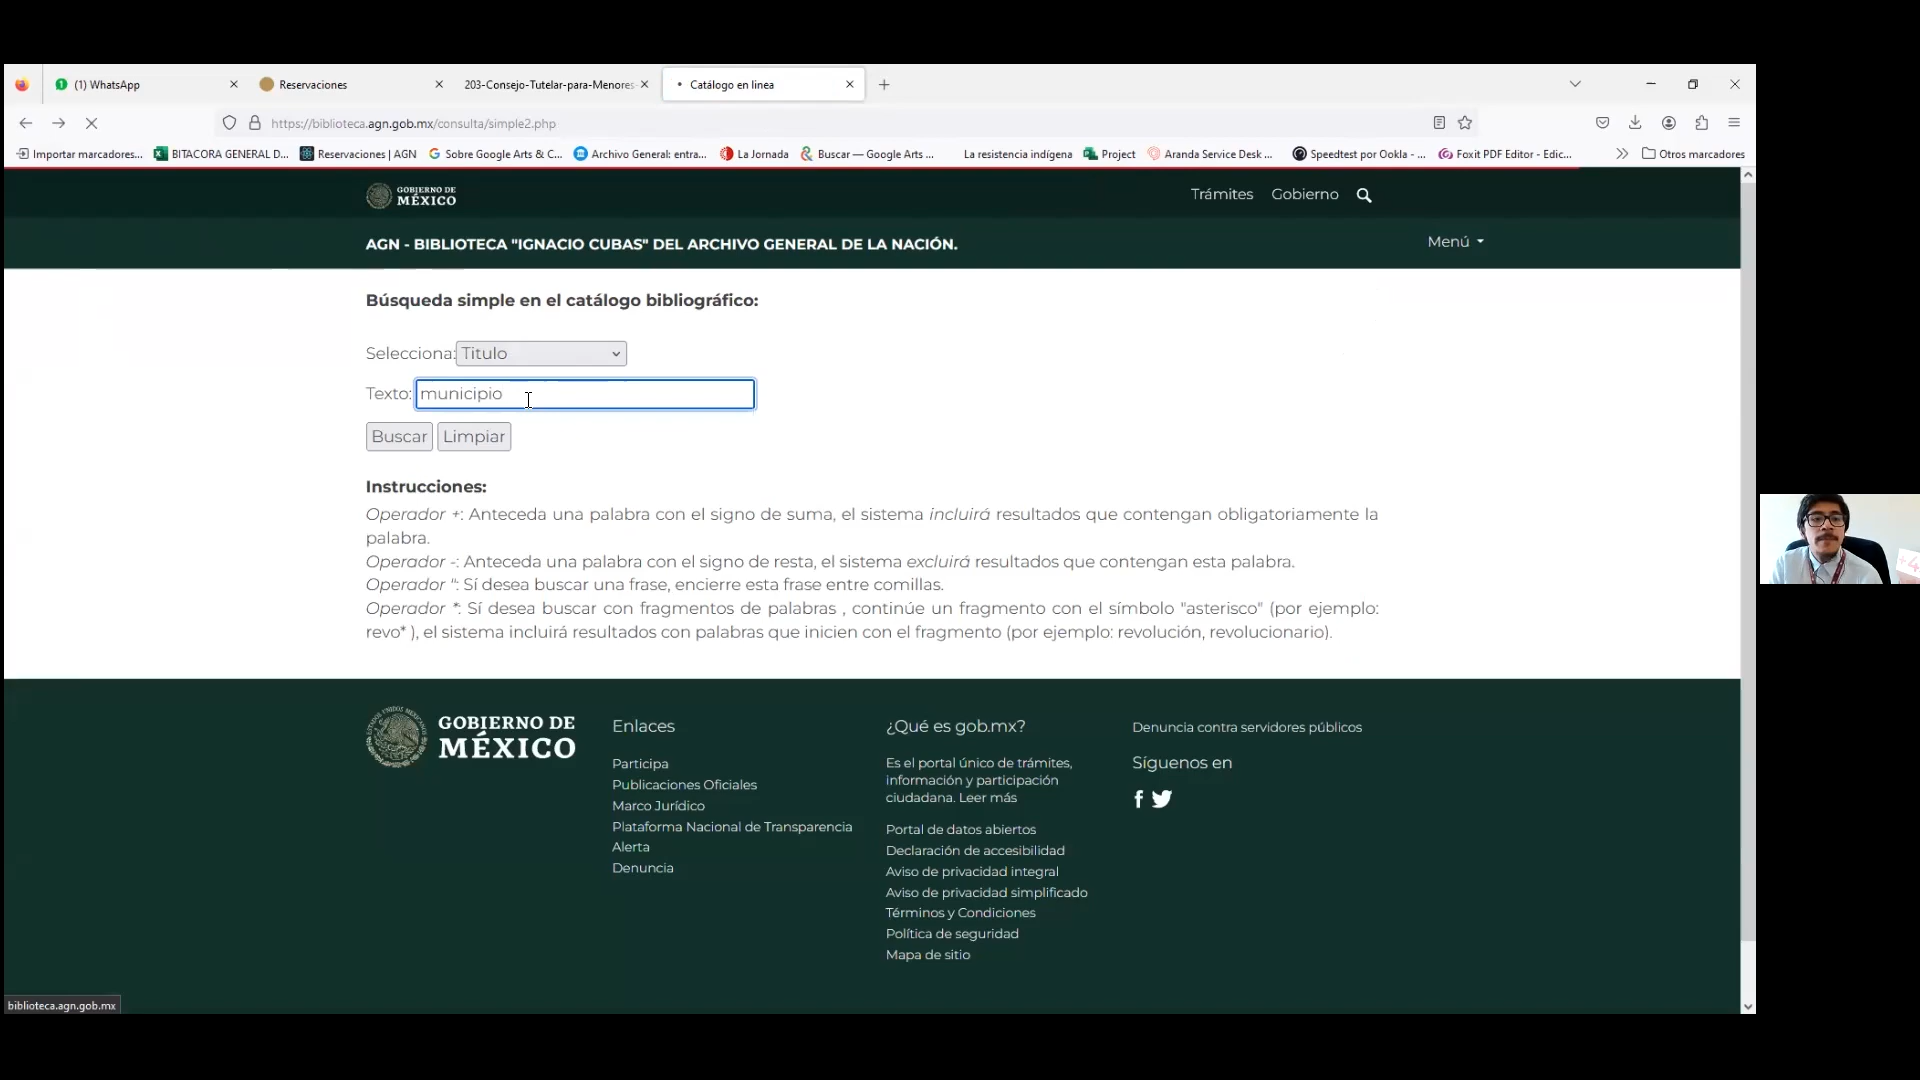 (1) WhatsApp
Reservaciones
203-Consejo-Tutelar-para-Menores-
Catálogo en linea
https://biblioteca.agn.gob.mx/consulta/simple2.php
Importar marcadores...
BITACORA GENERAL D...
Reservaciones | AGN
Sobre Google Arts & C...
Archivo General: entra...
La Jornada
Buscar — Google Arts ...
La resistencia indígena
Project
Aranda Service Desk ...
Speedtest por Ookla - ...
Foxit PDF Editor - Edic...
Otros marcadores
GOBIERNO DE
MÉXICO
Trámites
Gobierno
AGN - BIBLIOTECA "IGNACIO CUBAS" DEL ARCHIVO GENERAL DE LA NACIÓN.
Menú
Búsqueda simple en el catálogo bibliográfico:
Selecciona: Titulo
Texto: municipio
Buscar Limpiar
Instrucciones:
Operador +: Anteceda una palabra con el signo de suma, el sistema incluirá resultados que contengan obligatoriamente la
palabra.
Operador -: Anteceda una palabra con el signo de resta, el sistema excluirá resultados que contengan esta palabra.
Operador ": Sí desea buscar una frase, encierre esta frase entre comillas.
Operador *: Sí desea buscar con fragmentos de palabras , continúe un fragmento con el símbolo "asterisco" (por ejemplo:
revo* ), el sistema incluirá resultados con palabras que inicien con el fragmento (por ejemplo: revolución, revolucionario).
GOBIERNO DE
MÉXICO
Enlaces
Participa
Publicaciones Oficiales
Marco Jurídico
Plataforma Nacional de Transparencia
Alerta
Denuncia
¿Qué es gob.mx?
Es el portal único de trámites,
información y participación
ciudadana. Leer más
Portal de datos abiertos
Declaración de accesibilidad
Aviso de privacidad integral
Aviso de privacidad simplificado
Términos y Condiciones
Política de seguridad
Mapa de sitio
Denuncia contra servidores públicos
Síguenos en
biblioteca.agn.gob.mx